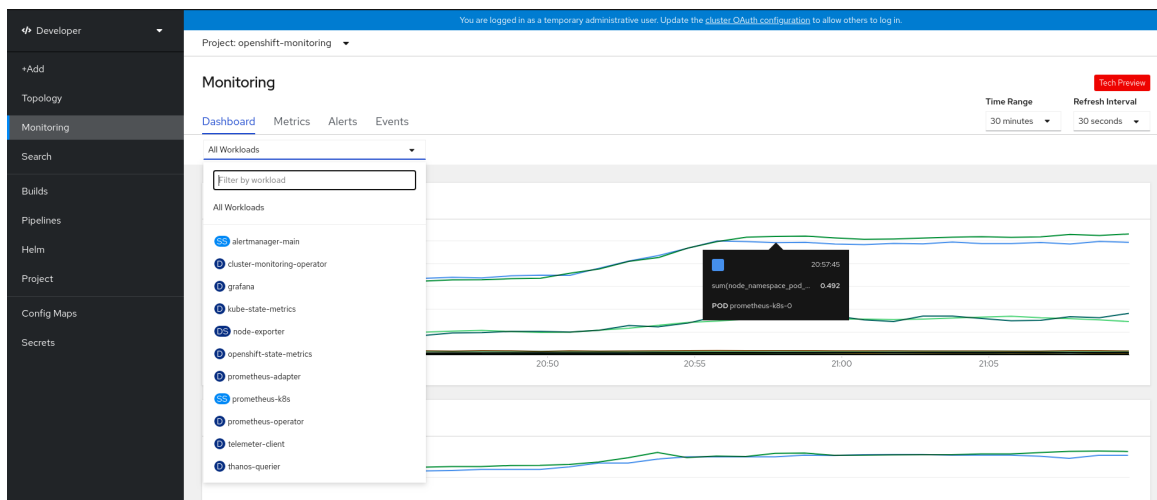 You are logged in as a temporary administrative user. Update the cluster OAuth configuration to allow others to log in.
Developer
+Add
Topology
Monitoring
Search
Builds
Pipelines
Helm
Project
Config Maps
Secrets
Project: openshift-monitoring
Monitoring
Tech Preview
Time Range
Refresh Interval
30 minutes
30 seconds
Dashboard
Metrics
Alerts
Events
All Workloads
Filter by workload
All Workloads
SS alertmanager-main
D cluster-monitoring-operator
D grafana
D kube-state-metrics
DS node-exporter
D openshift-state-metrics
D prometheus-adapter
SS prometheus-k8s
D prometheus-operator
D telemeter-client
D thanos-querier
20:57:45
sum(node_namespace_pod_... 0.492
POD prometheus-k8s-0
20:50
20:55
21:00
21:05